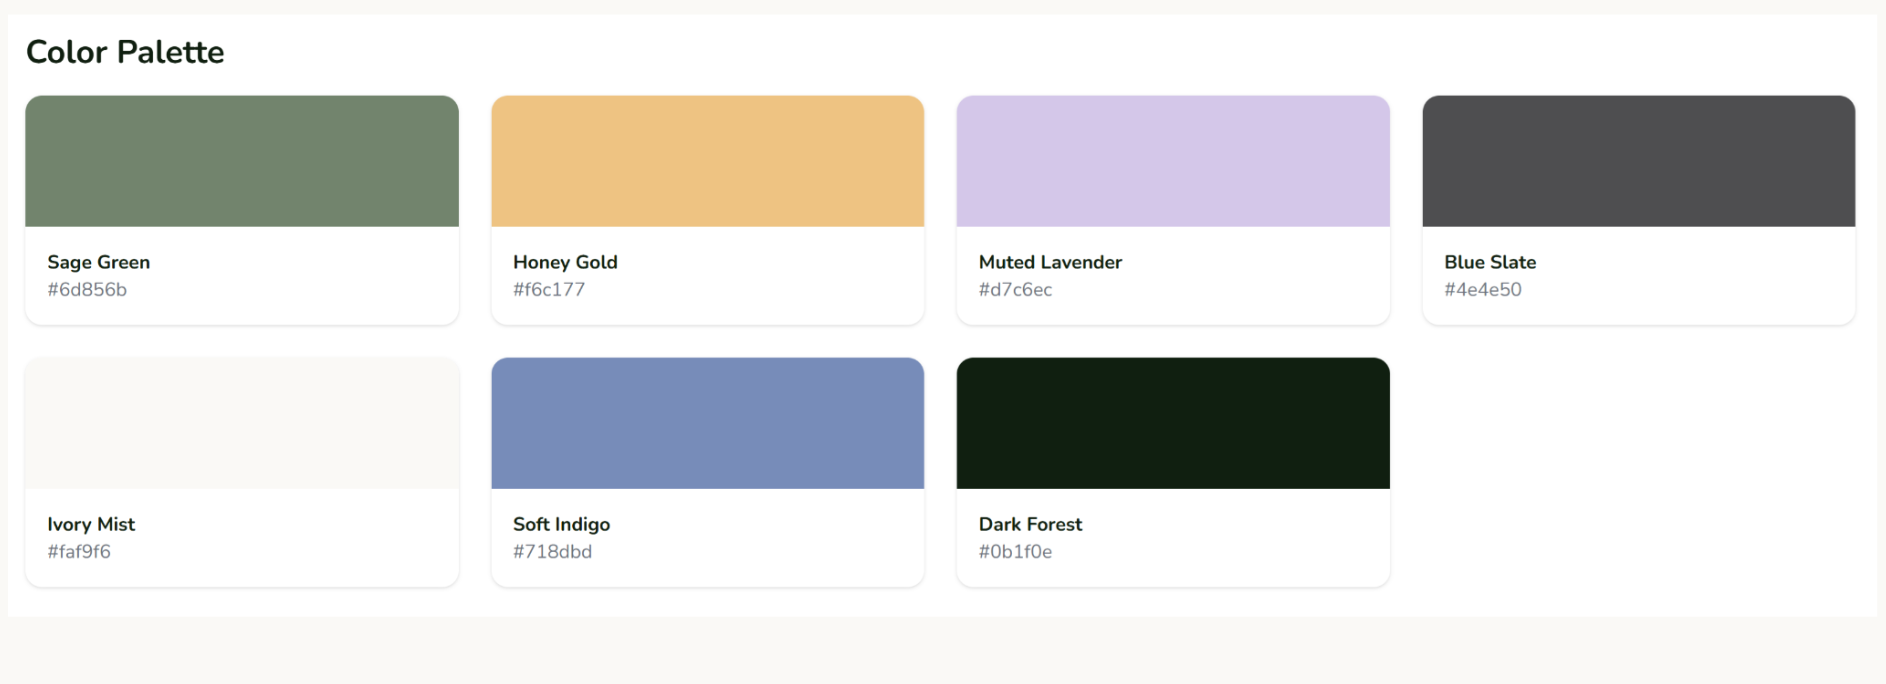 Color Palette
Sage Green
#6d856b
Honey Gold
#f6c177
Muted Lavender
#d7c6ec
Blue Slate
#4e4e50
Ivory Mist
#faf9f6
Soft Indigo
#718dbd
Dark Forest
#0b1f0e